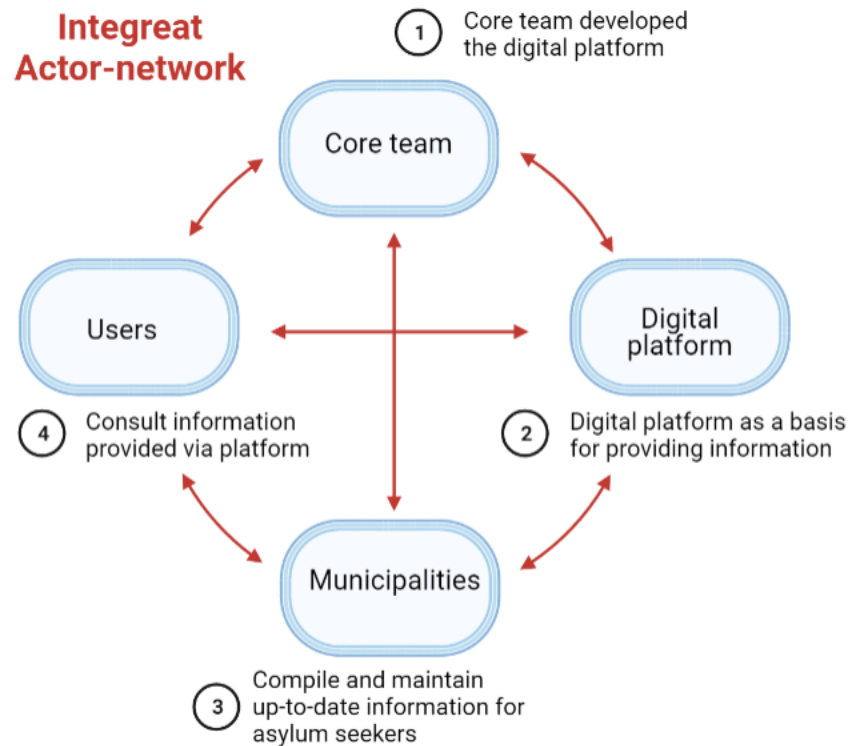 Integreat
Actor-network
1
Core team developed
the digital platform
Core team
Users
Digital
platform
4
Consult information
provided via platform
2
Digital platform as a basis
for providing information
Municipalities
3
Compile and maintain
up-to-date information for
asylum seekers